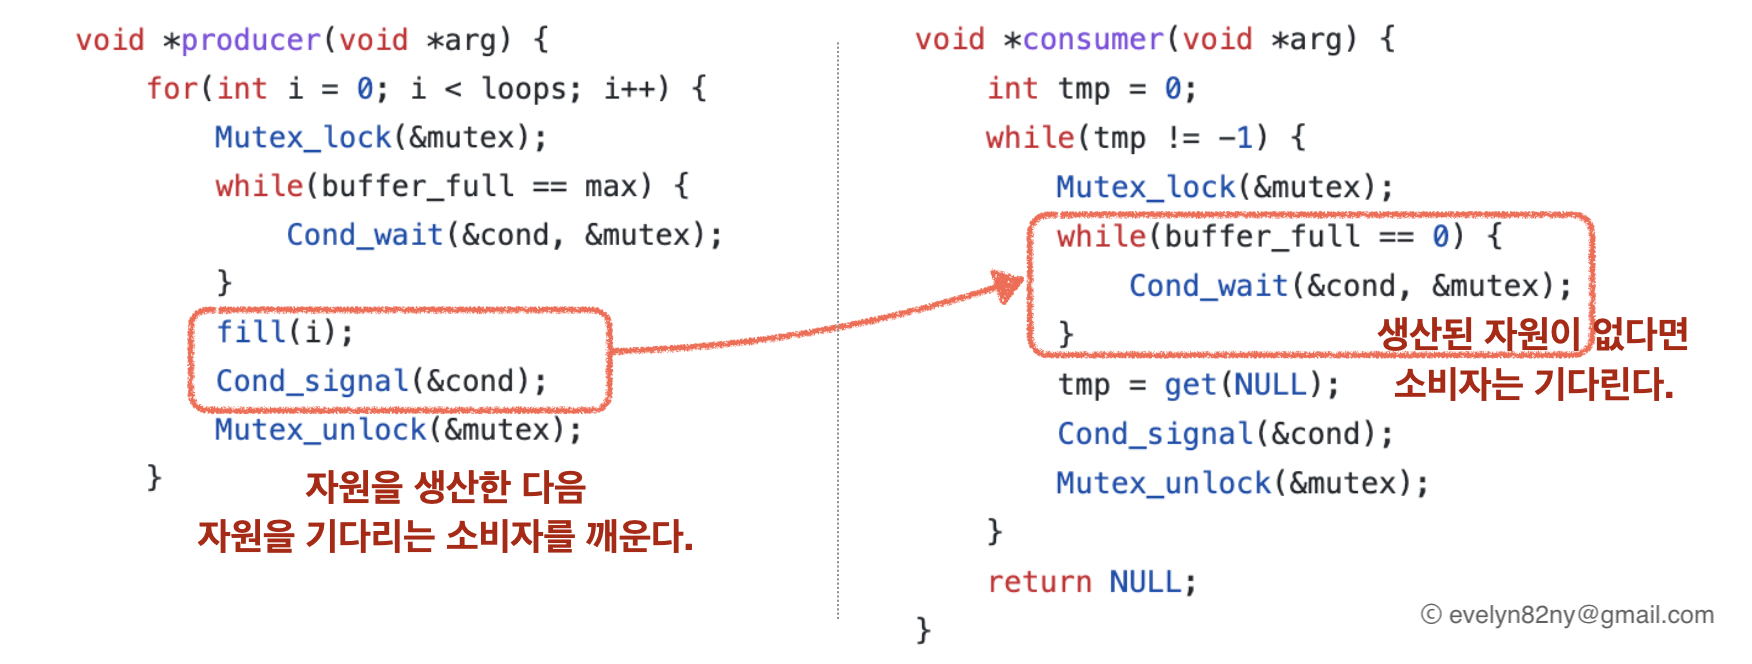 void *producer(void *arg) {
    for(int i = 0; i < loops; i++) {
        Mutex_lock(&mutex);
        while(buffer_full == max) {
            Cond_wait(&cond, &mutex);
        }
        fill(i);
        Cond_signal(&cond);
        Mutex_unlock(&mutex);
    }
자원을 생산한 다음
자원을 기다리는 소비자를 깨운다.
void *consumer(void *arg) {
    int tmp = 0;
    while(tmp != -1) {
        Mutex_lock(&mutex);
        while(buffer_full == 0) {
            Cond_wait(&cond, &mutex);
        }
생산된 자원이 없다면
소비자는 기다린다.
        tmp = get(NULL);
        Cond_signal(&cond);
        Mutex_unlock(&mutex);
    }
    return NULL;
}
© evelyn82ny@gmail.com